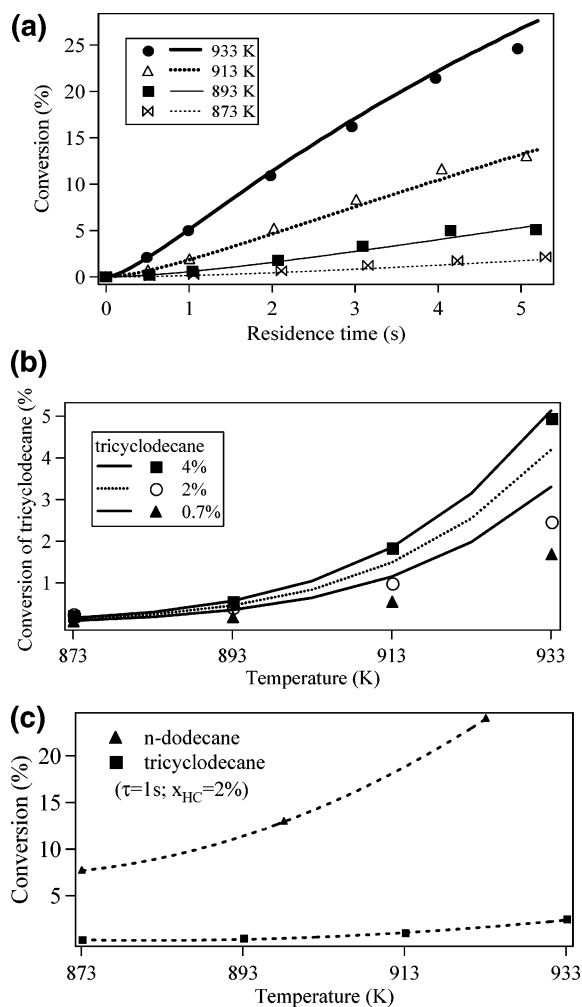 (a)
25
20
15
10
5
0
Conversion (%)
933 K
913 K
893 K
873 K
0 1 2 3 4 5
Residence time (s)
(b)
5
4
3
2
1
Conversion of tricyclodecane (%
tricyclodecane
4%
2%
0.7%
873 893 913 933
Temperature (K)
(c)
20
15
10
5
Conversion (%)
n-dodecane
tricyclodecane
(τ=1s; xHC=2%)
873 893 913 933
Temperature (K)